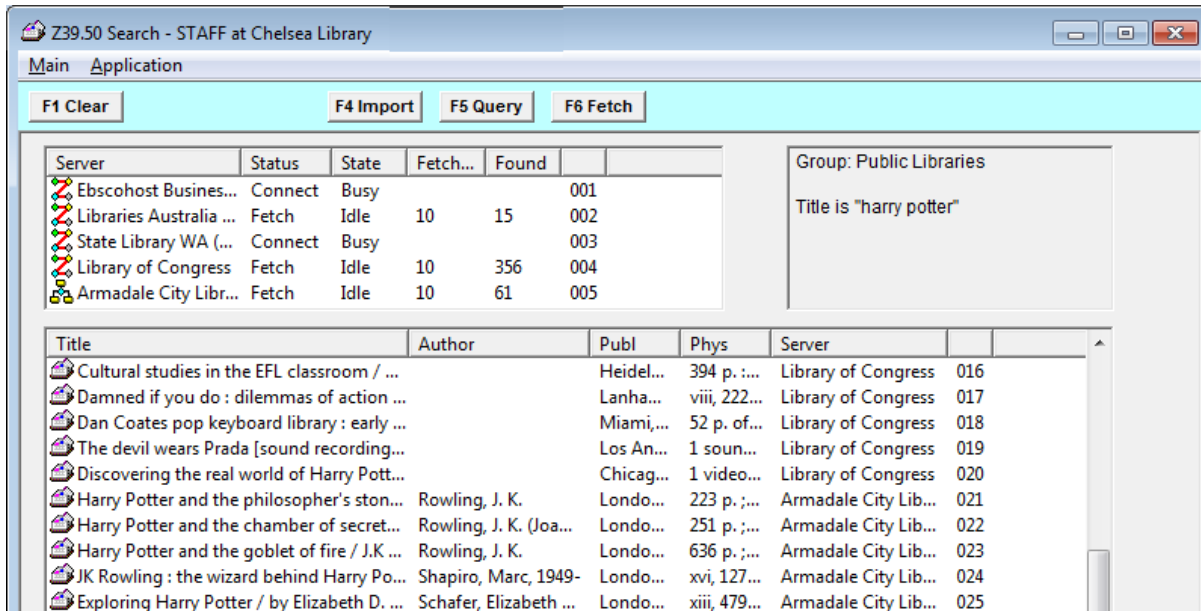 Z39.50 Search - STAFF at Chelsea Library
Main Application
F1 Clear F4 Import F5 Query F6 Fetch
Server Status State Fetch... Found
Ebscohost Busines... Connect Busy 001
Libraries Australia ... Fetch Idle 10 15 002
State Library WA (... Connect Busy 003
Library of Congress Fetch Idle 10 356 004
Armadale City Libr... Fetch Idle 10 61 005
Group: Public Libraries
Title is "harry potter"
Title Author Publ Phys Server
Cultural studies in the EFL classroom / ... Heidel... 394 p. :... Library of Congress 016
Damned if you do : dilemmas of action ... Lanha... viii, 222... Library of Congress 017
Dan Coates pop keyboard library : early ... Miami,... 52 p. of... Library of Congress 018
The devil wears Prada [sound recording... Los An... 1 soun... Library of Congress 019
Discovering the real world of Harry Pott... Chicag... 1 video... Library of Congress 020
Harry Potter and the philosopher's ston... Rowling, J. K. Londo... 223 p. ;... Armadale City Lib... 021
Harry Potter and the chamber of secret... Rowling, J. K. (Joa... Londo... 251 p. ;... Armadale City Lib... 022
Harry Potter and the goblet of fire / J.K ... Rowling, J. K. Londo... 636 p. ;... Armadale City Lib... 023
JK Rowling : the wizard behind Harry Po... Shapiro, Marc, 1949- Londo... xvi, 127... Armadale City Lib... 024
Exploring Harry Potter / by Elizabeth D. ... Schafer, Elizabeth ... Londo... xiii, 479... Armadale City Lib... 025